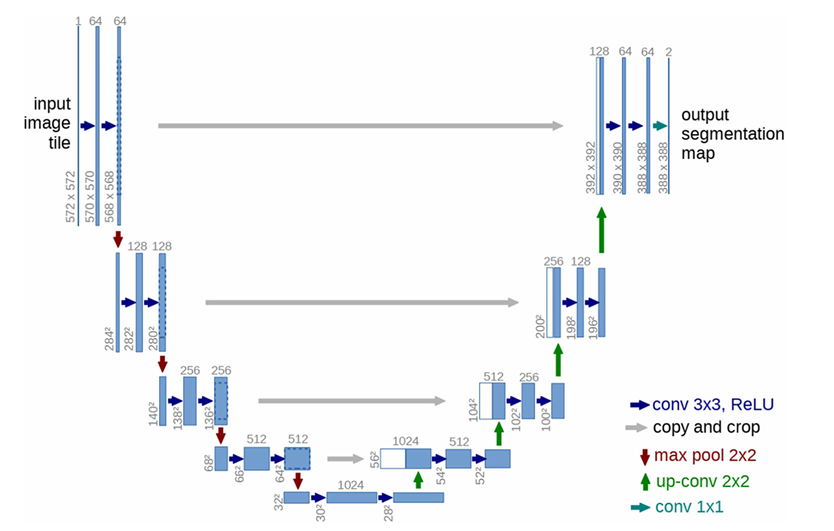 1 64 64
input
image
tile
572 x 572
570 x 570
568 x 568
128 64 64 2
output
segmentation
map
392 x 392
390 x 390
388 x 388
388 x 388
128 128
284²
282²
280²
256 128
200²
198²
196²
256 256
140²
138²
136²
512 256
104²
102²
100²
512 512
68²
66²
64²
1024 512
56²
54²
52²
1024
32²
30²
28²
conv 3x3, ReLU
copy and crop
max pool 2x2
up-conv 2x2
conv 1x1